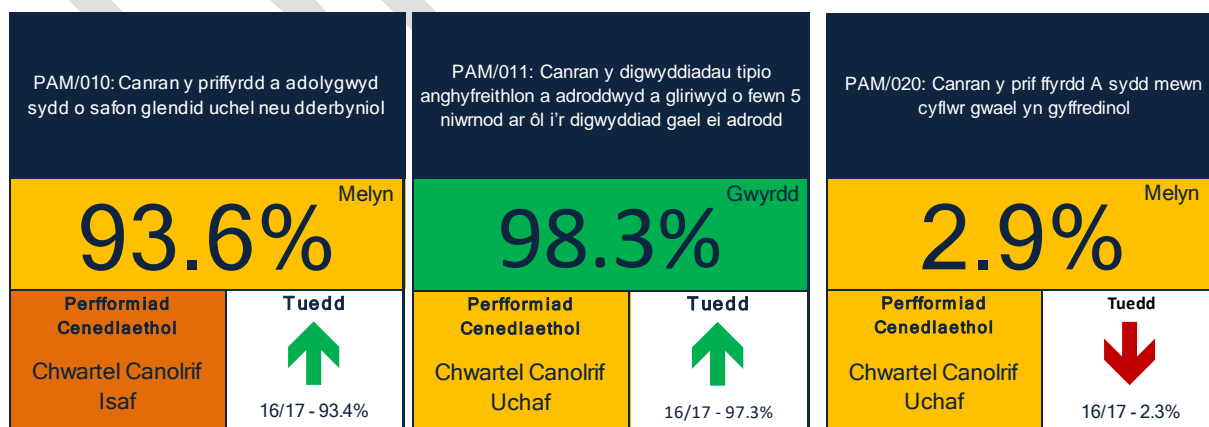 PAM/010: Canran y priffyrdd a adolygwyd
sydd o safon glendid uchel neu dderbyniol
Melyn
93.6%
Perfformiad
Cenedlaethol
Chwartel Canolrif
Isaf
Tuedd
16/17 - 93.4%
PAM/011: Canran y digwyddiadau tipio
anghyfreithlon a adroddwyd a gliriwyd o fewn 5
niwrnod ar ôl i'r digwyddiad gael ei adrodd
Gwyrdd
98.3%
Perfformiad
Cenedlaethol
Chwartel Canolrif
Uchaf
Tuedd
16/17 - 97.3%
PAM/020: Canran y prif ffyrdd A sydd mewn
cyflwr gwael yn gyffredinol
Melyn
2.9%
Perfformiad
Cenedlaethol
Chwartel Canolrif
Uchaf
Tuedd
16/17 - 2.3%